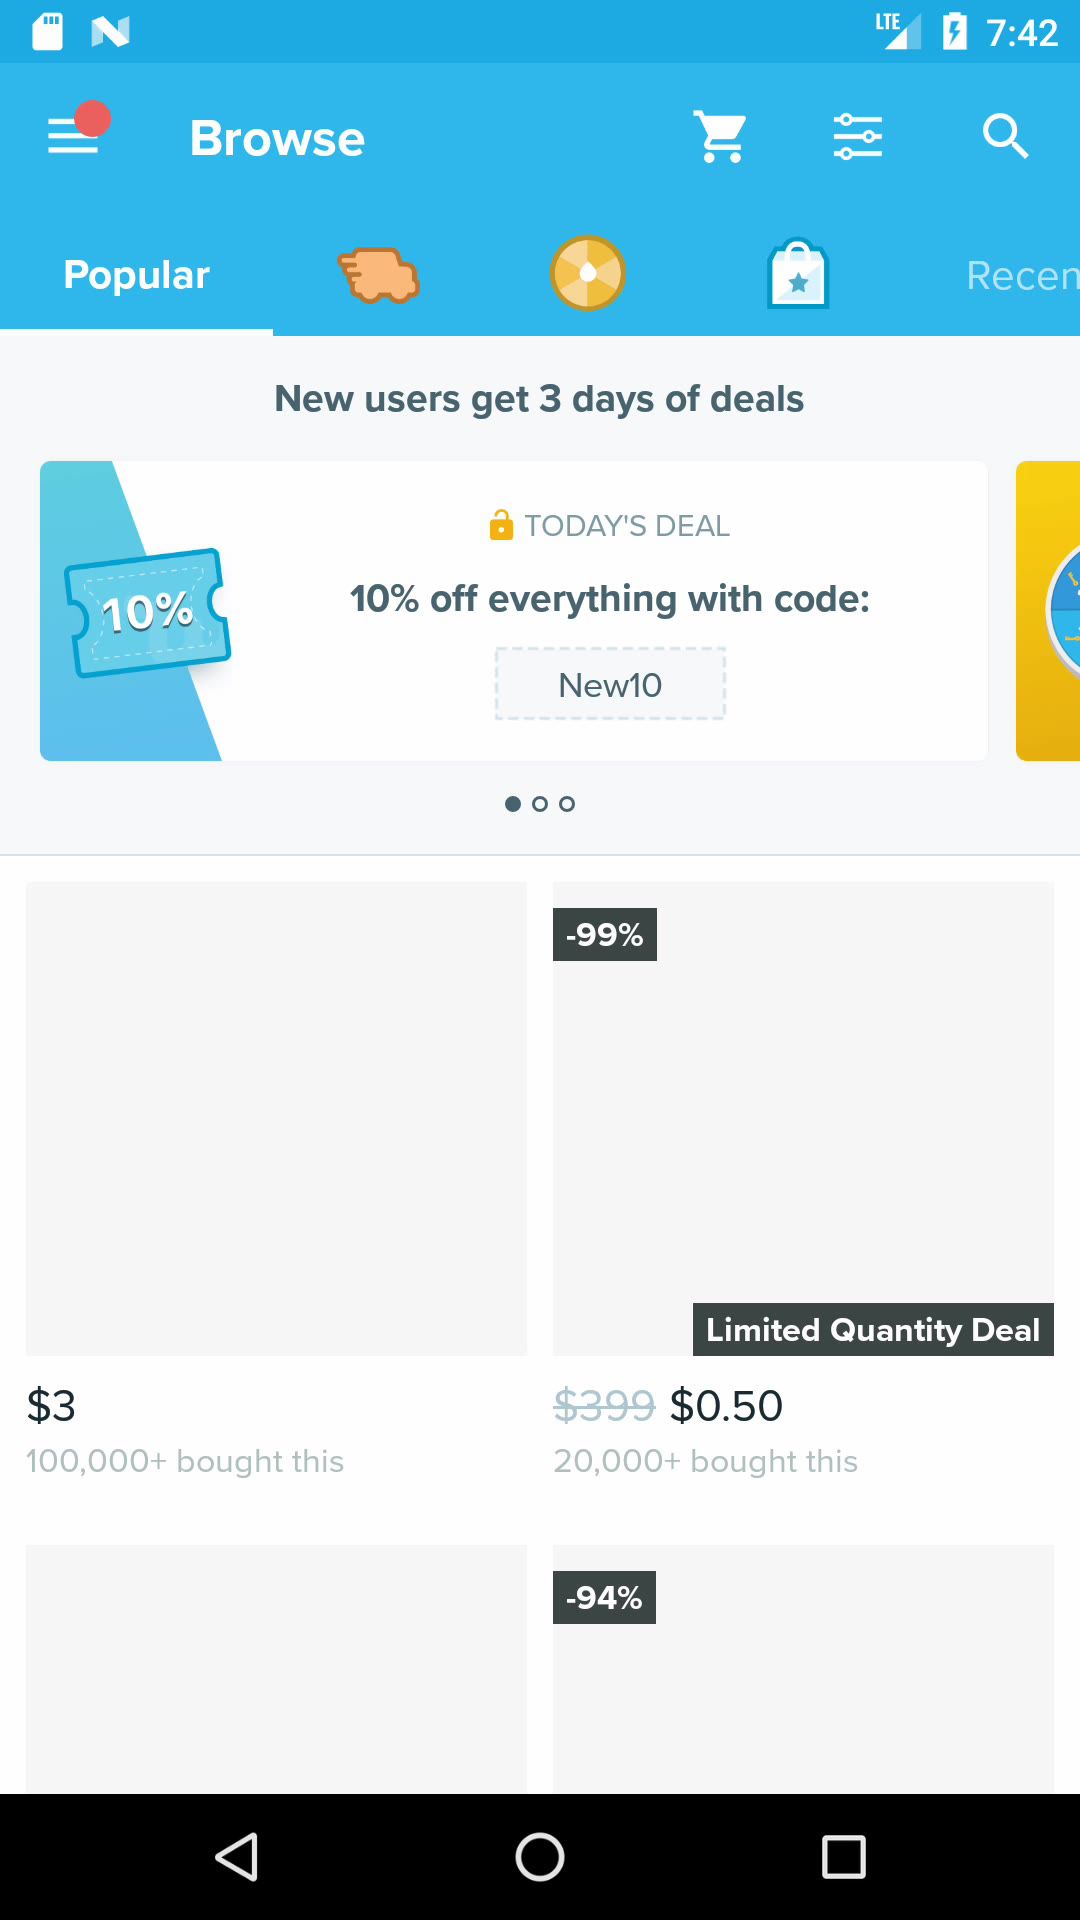 LTE 7:42
Browse
Popular
Recen
New users get 3 days of deals
TODAY'S DEAL
10%
10% off everything with code:
New10
-99%
Limited Quantity Deal
$3
$399 $0.50
100,000+ bought this
20,000+ bought this
-94%